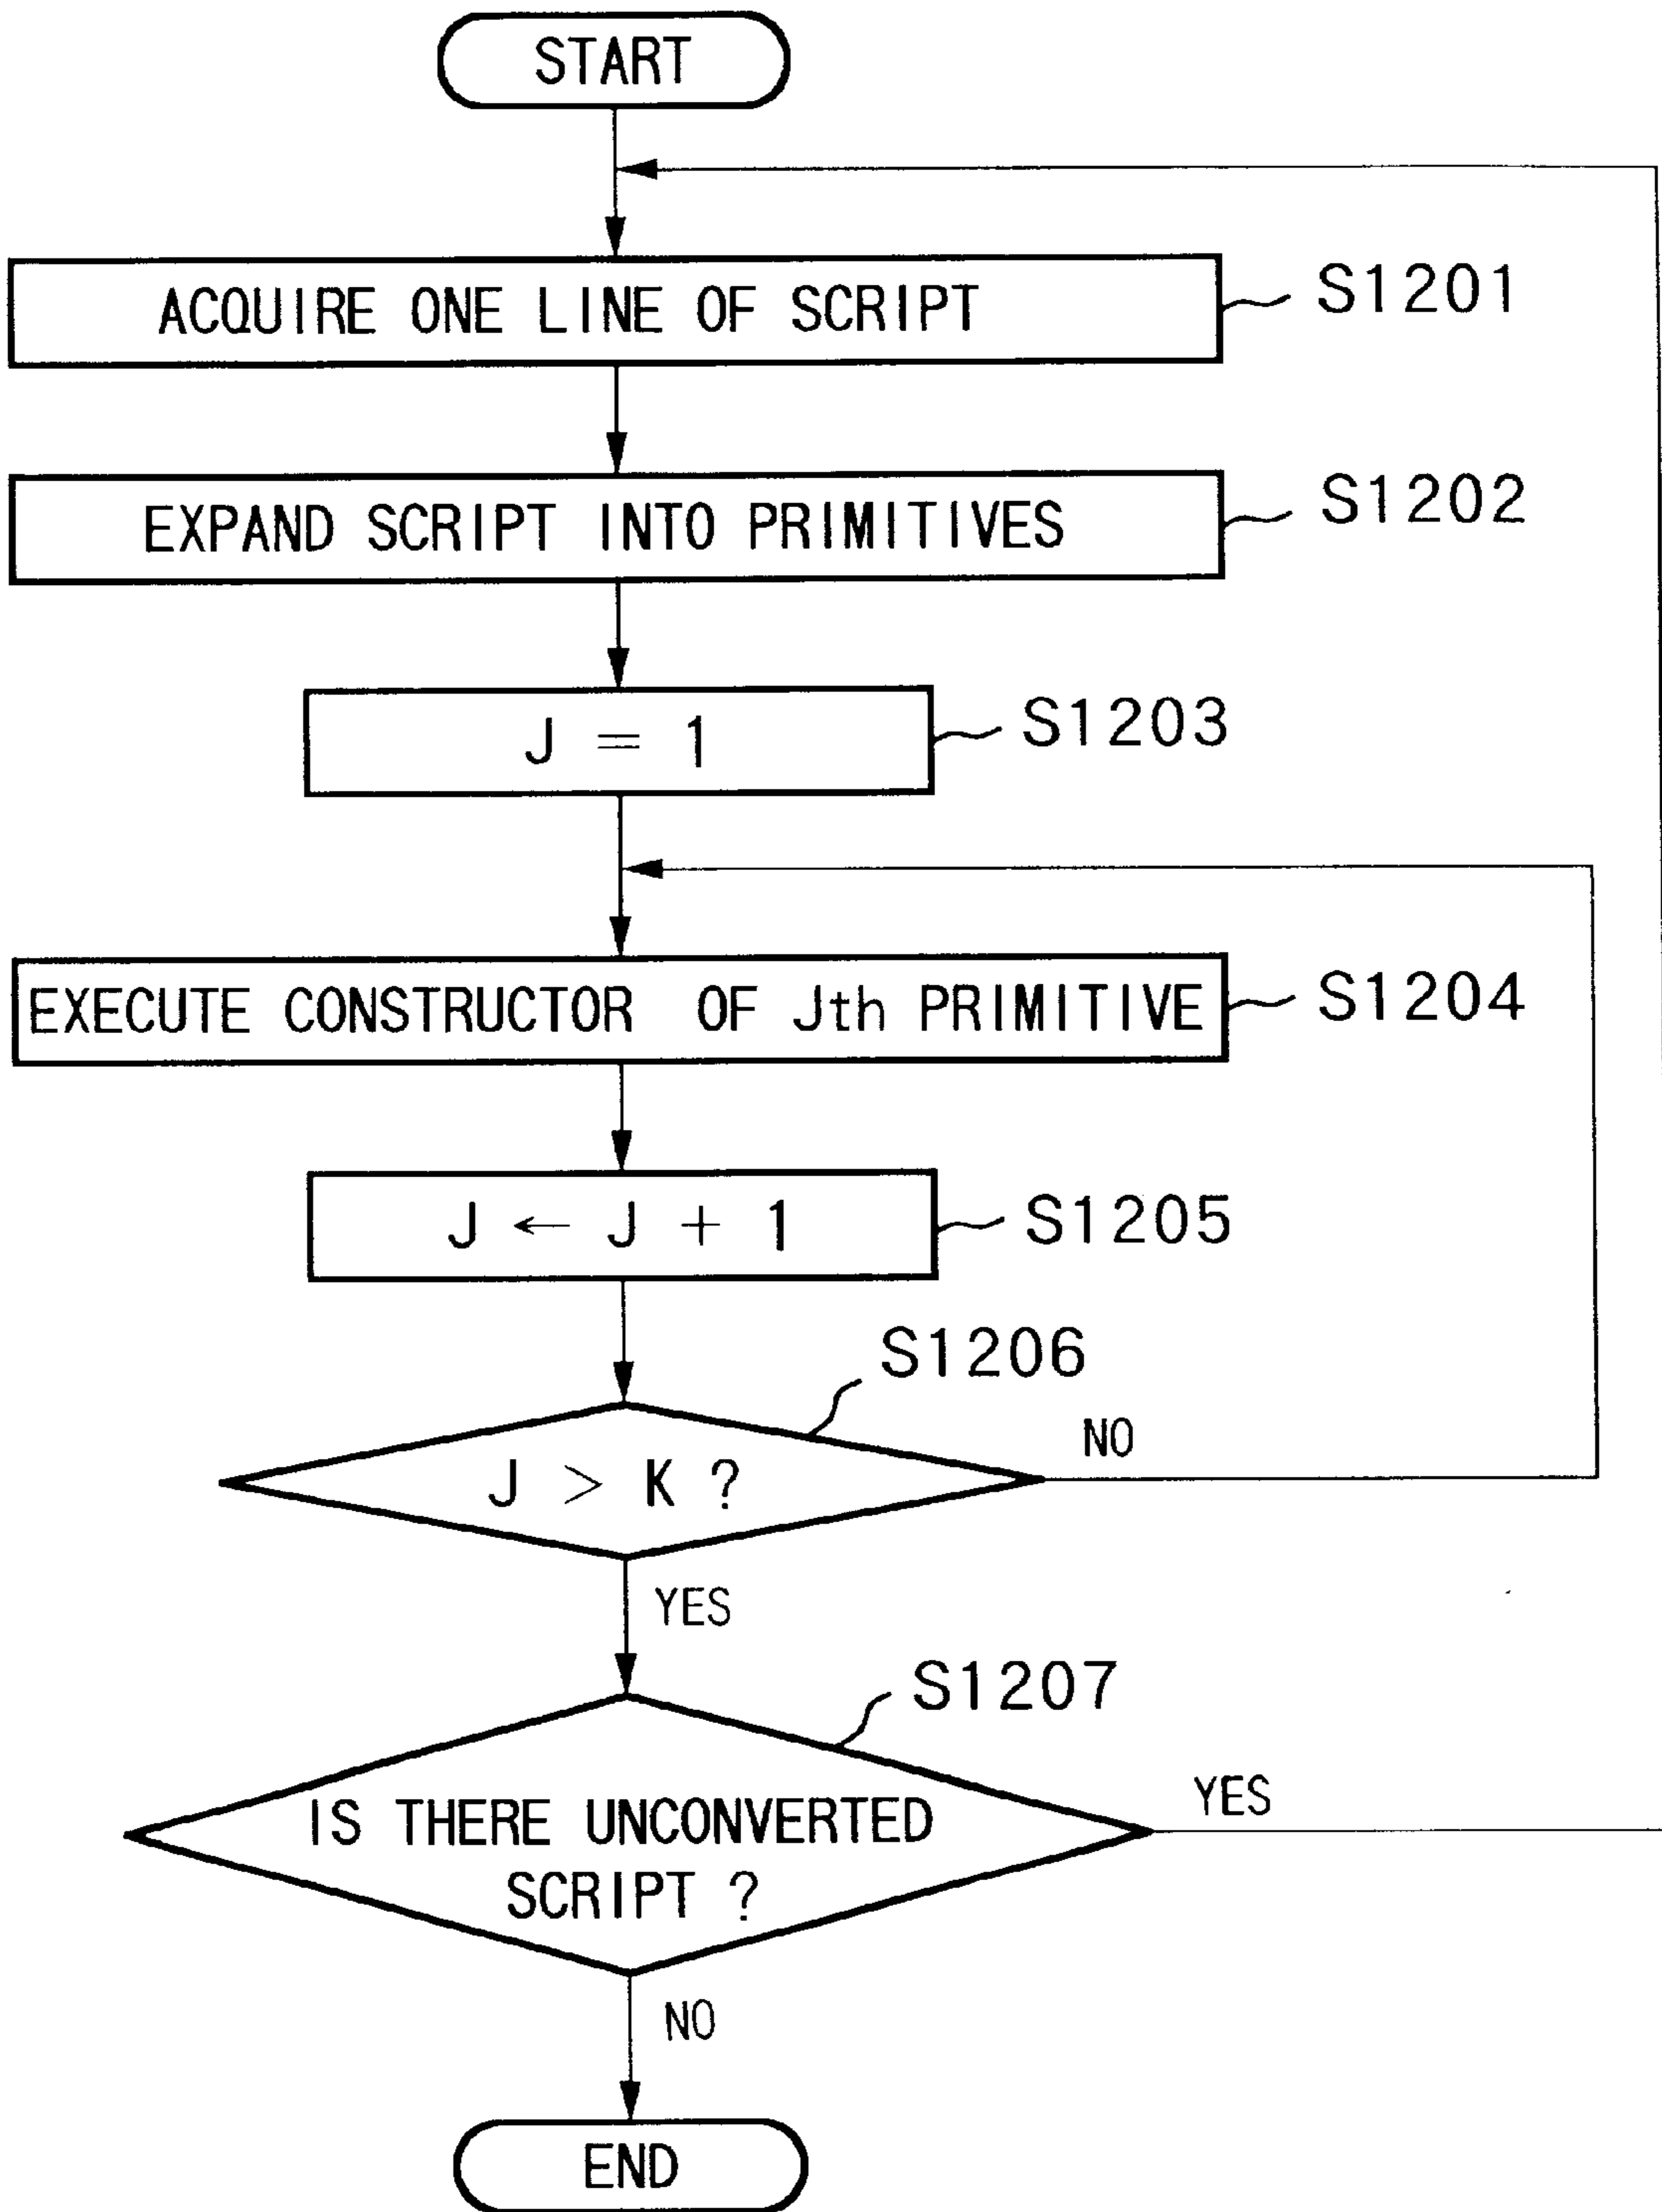 START
ACQUIRE ONE LINE OF SCRIPT
S1201
EXPAND SCRIPT INTO PRIMITIVES
S1202
J = 1
S1203
EXECUTE CONSTRUCTOR OF Jth PRIMITIVE
S1204
J ← J + 1
S1205
S1206
J > K ?
NO
YES
S1207
IS THERE UNCONVERTED
SCRIPT ?
YES
NO
END